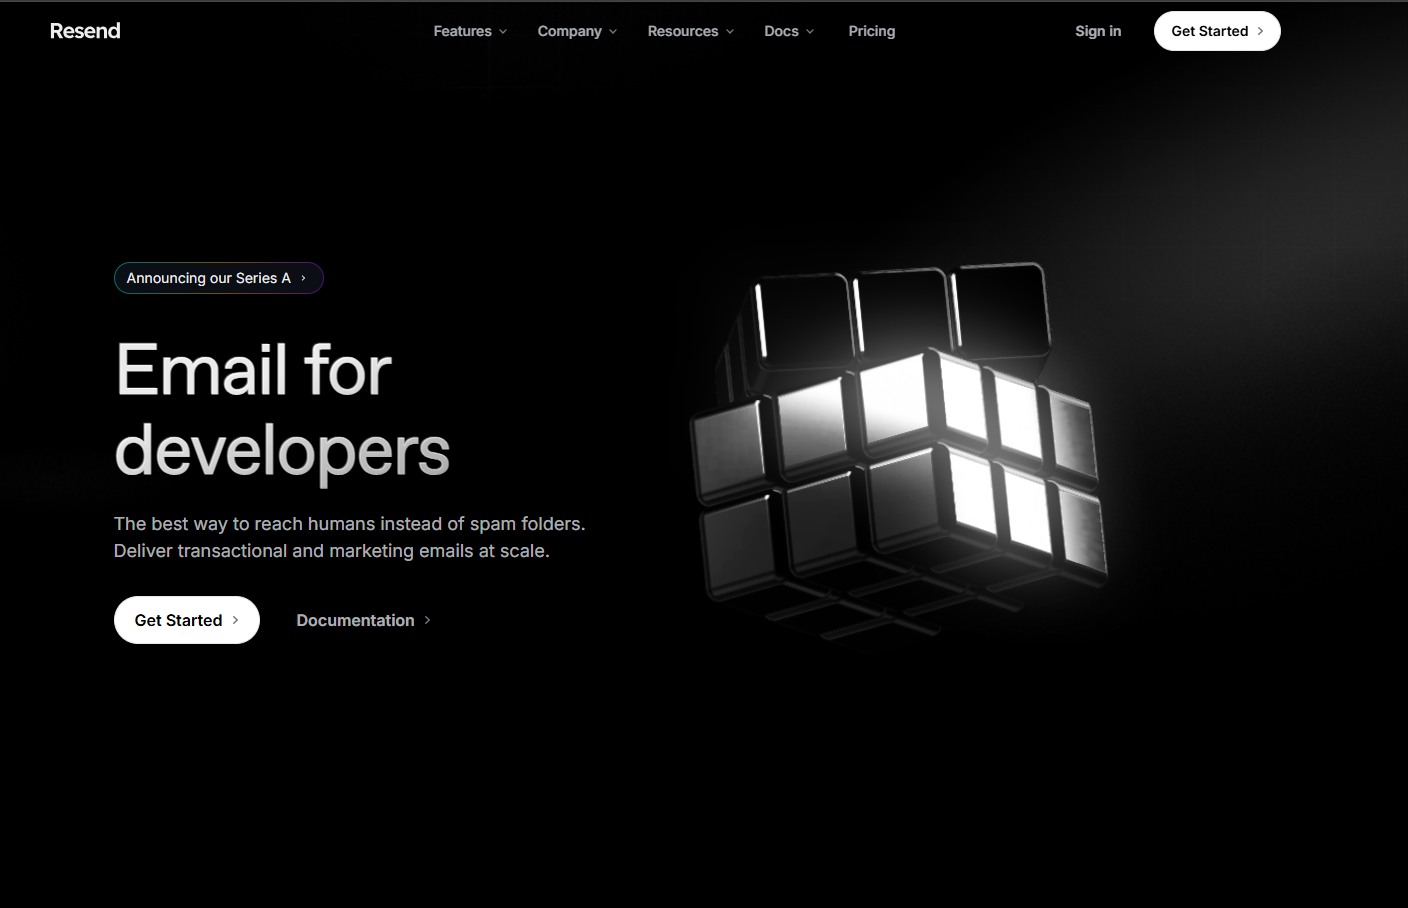 Resend
Features
Company
Resources
Docs
Pricing
Sign in
Get Started
Announcing our Series A
Email for
developers
The best way to reach humans instead of spam folders.
Deliver transactional and marketing emails at scale.
Get Started
Documentation